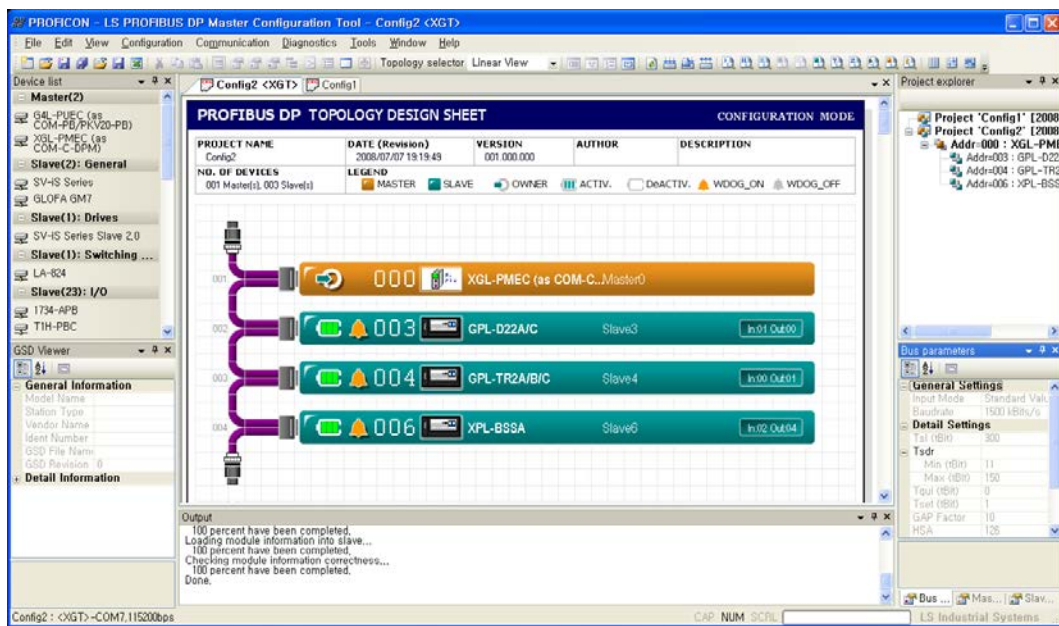 PROFICON - LS PROFIBUS DP Master Configuration Tool - Config2 <XGT>
File Edit View Configuration Communication Diagnostics Tools Window Help
Topology selector Linear View
Device list
Master(2)
G4L-PUEC (as
COM-PB/PKV20-PB)
XGL-PMEC (as
COM-C-DPM)
Slave(2): General
SV-iS Series
GLOFA GM7
Slave(1): Drives
SV-iS Series Slave 2.0
Slave(1): Switching ...
LA-824
Slave(23): I/O
1734-APB
T1H-PBC
GSD Viewer
General Information
Model Name
Station Type
Vendor Name
Ident Number
GSD File Name
GSD Revision 0
Detail Information
Config2 <XGT> Config1
PROFIBUS DP TOPOLOGY DESIGN SHEET CONFIGURATION MODE
PROJECT NAME DATE (Revision) VERSION AUTHOR DESCRIPTION
Config2 2008/07/07 19:19:49 001.000.000
NO. OF DEVICES LEGEND
001 Master(s), 003 Slave(s) MASTER SLAVE OWNER ACTIV. DeACTIV. WDOG_ON WDOG_OFF
001 000 XGL-PMEC (as COM-C..Master0
002 003 GPL-D22A/C Slave3 In:01 Out:00
003 004 GPL-TR2A/B/C Slave4 In:00 Out:01
004 006 XPL-BSSA Slave6 In:02 Out:04
Output
100 percent have been completed,
Loading module information into slave...
100 percent have been completed,
Checking module information correctness...
100 percent have been completed,
Done,
Project explorer
Project 'Config1' [2008
Project 'Config2' [2008
Addr=000 : XGL-PME
Addr=003 : GPL-D22
Addr=004 : GPL-TR2
Addr=006 : XPL-BSS
Bus parameters
General Settings
Input Mode Standard Valu
Baudrate 1500 kBits/s
Detail Settings
Tsl (tBit) 300
Tsdr
Min (tBit) 11
Max (tBit) 150
Tqui (tBit) 0
Tset (tBit) 1
GAP Factor 10
HSA 126
Bus ... Mas... Slav...
Config2 : <XGT>-COM7,115200bps CAP NUM SCRL LS Industrial Systems